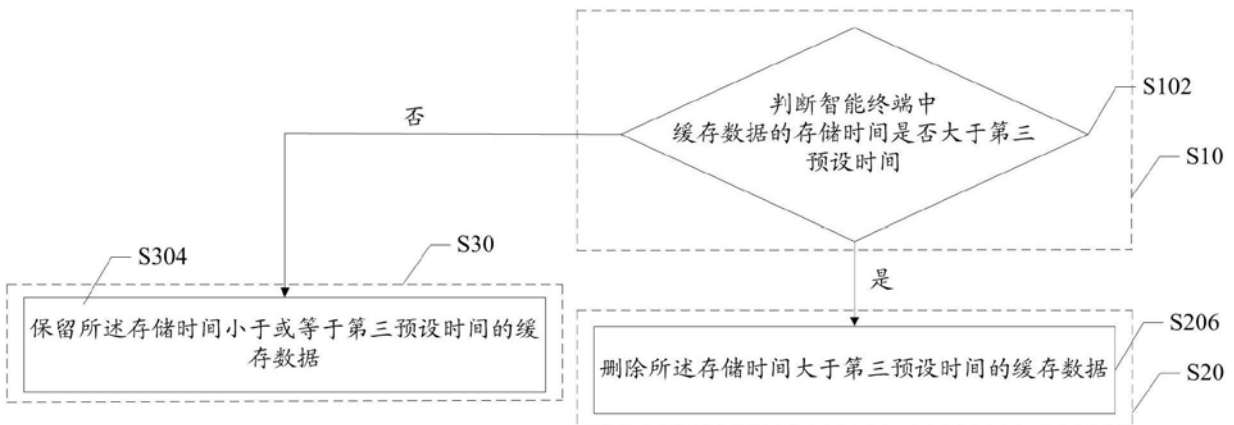 判断智能终端中
缓存数据的存储时间是否大于第三
预设时间
S102
否
S10
S304
S30
是
保留所述存储时间小于或等于第三预设时间的缓
存数据
S206
删除所述存储时间大于第三预设时间的缓存数据
S20